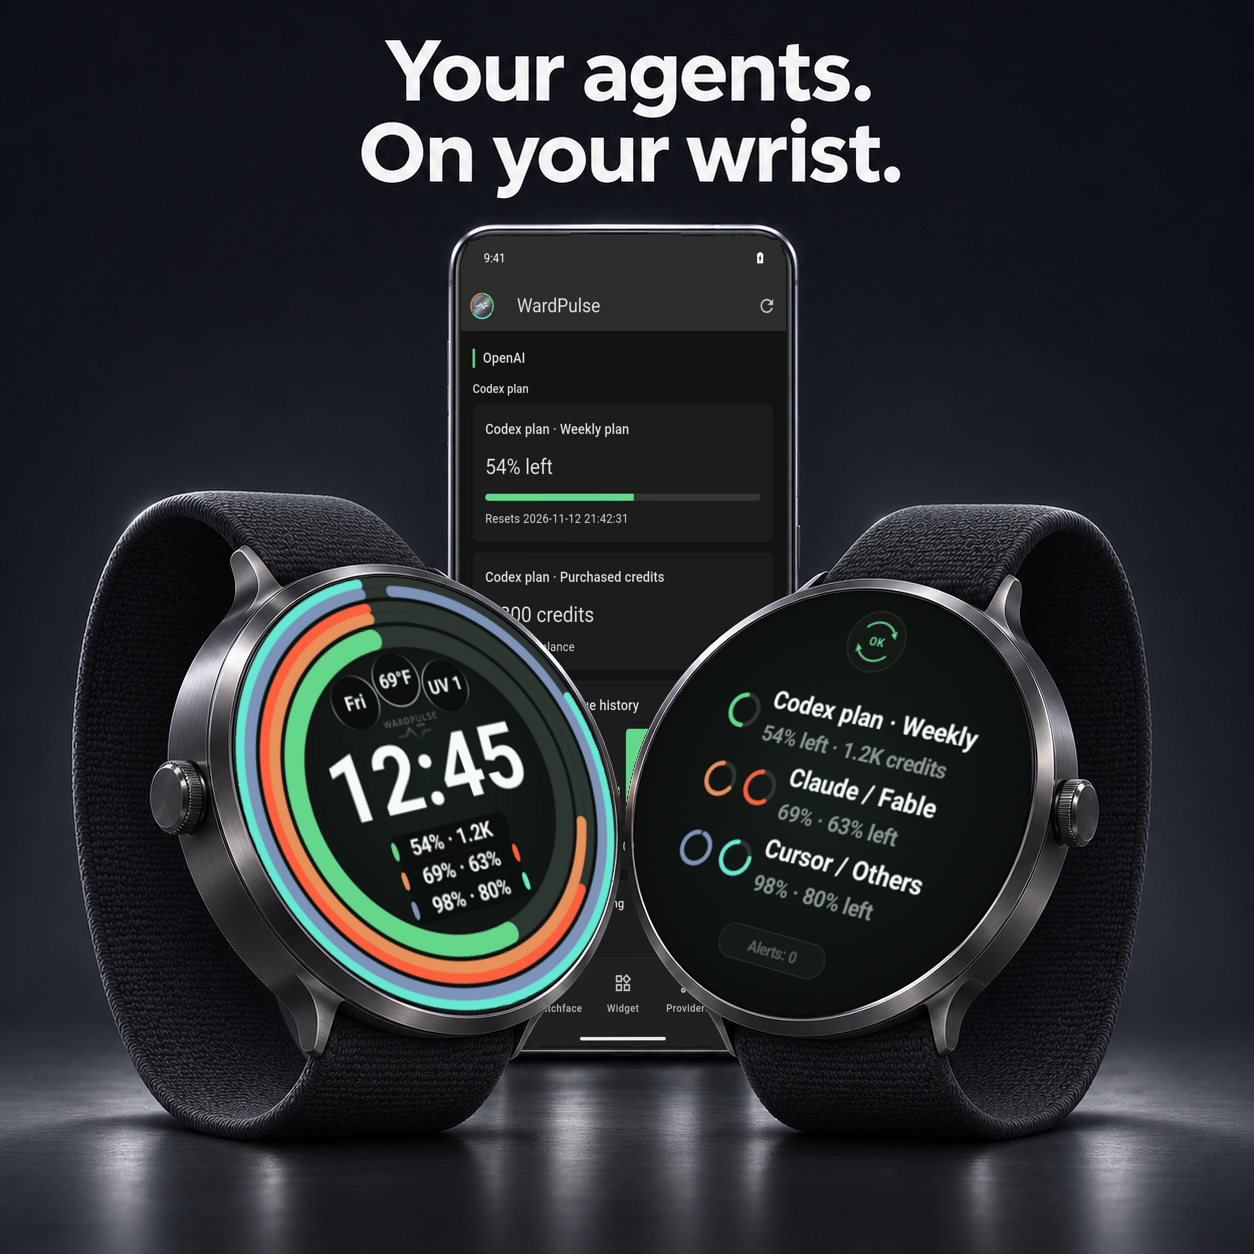 Your agents.
On your wrist.
9:41
WardPulse
OpenAI
Codex plan
Codex plan · Weekly plan
54% left
Resets 2026-11-12 21:42:31
Codex plan · Purchased credits
credits
history
Widget
Fri
69°F
UV 1
WARDPULSE
12:45
54% · 1.2K
69% · 63%
98% · 80%
OK
Codex plan · Weekly
54% left · 1.2K credits
Claude / Fable
69% · 63% left
Cursor / Others
98% · 80% left
Alerts: 0